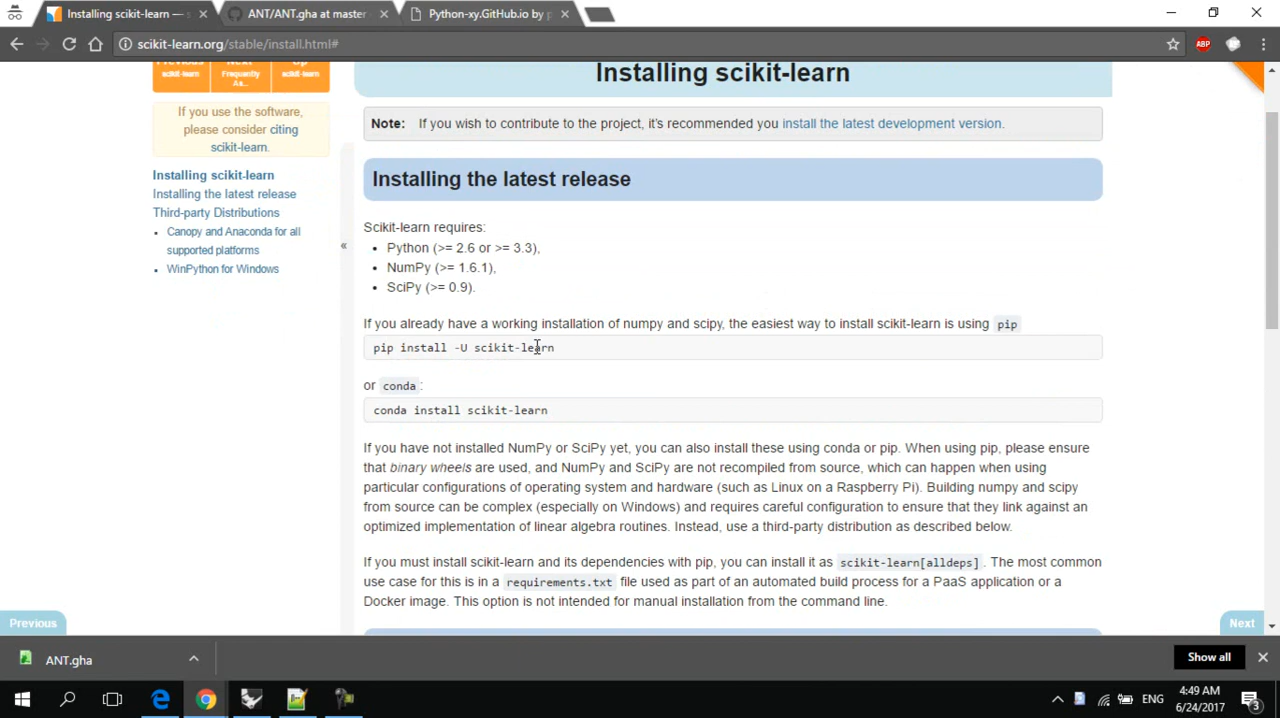 Installing scikit-learn —
ANT/ANT.gha at master
Python-xy.GitHub.io by p
scikit-learn.org/stable/install.html#
ABP
Previous
scikit-learn
Next
Frequently
As...
Up
scikit-learn
If you use the software,
please consider citing
scikit-learn.
Installing scikit-learn
Installing the latest release
Third-party Distributions
Canopy and Anaconda for all
supported platforms
WinPython for Windows
«
Installing scikit-learn
Note: If you wish to contribute to the project, it's recommended you install the latest development version.
Installing the latest release
Scikit-learn requires:
Python (>= 2.6 or >= 3.3),
NumPy (>= 1.6.1),
SciPy (>= 0.9).
If you already have a working installation of numpy and scipy, the easiest way to install scikit-learn is using pip
pip install -U scikit-learn
or conda:
conda install scikit-learn
If you have not installed NumPy or SciPy yet, you can also install these using conda or pip. When using pip, please ensure
that binary wheels are used, and NumPy and SciPy are not recompiled from source, which can happen when using
particular configurations of operating system and hardware (such as Linux on a Raspberry Pi). Building numpy and scipy
from source can be complex (especially on Windows) and requires careful configuration to ensure that they link against an
optimized implementation of linear algebra routines. Instead, use a third-party distribution as described below.
If you must install scikit-learn and its dependencies with pip, you can install it as scikit-learn[alldeps]. The most common
use case for this is in a requirements.txt file used as part of an automated build process for a PaaS application or a
Docker image. This option is not intended for manual installation from the command line.
Previous
Next
ANT.gha
Show all
ENG
4:49 AM
6/24/2017
3